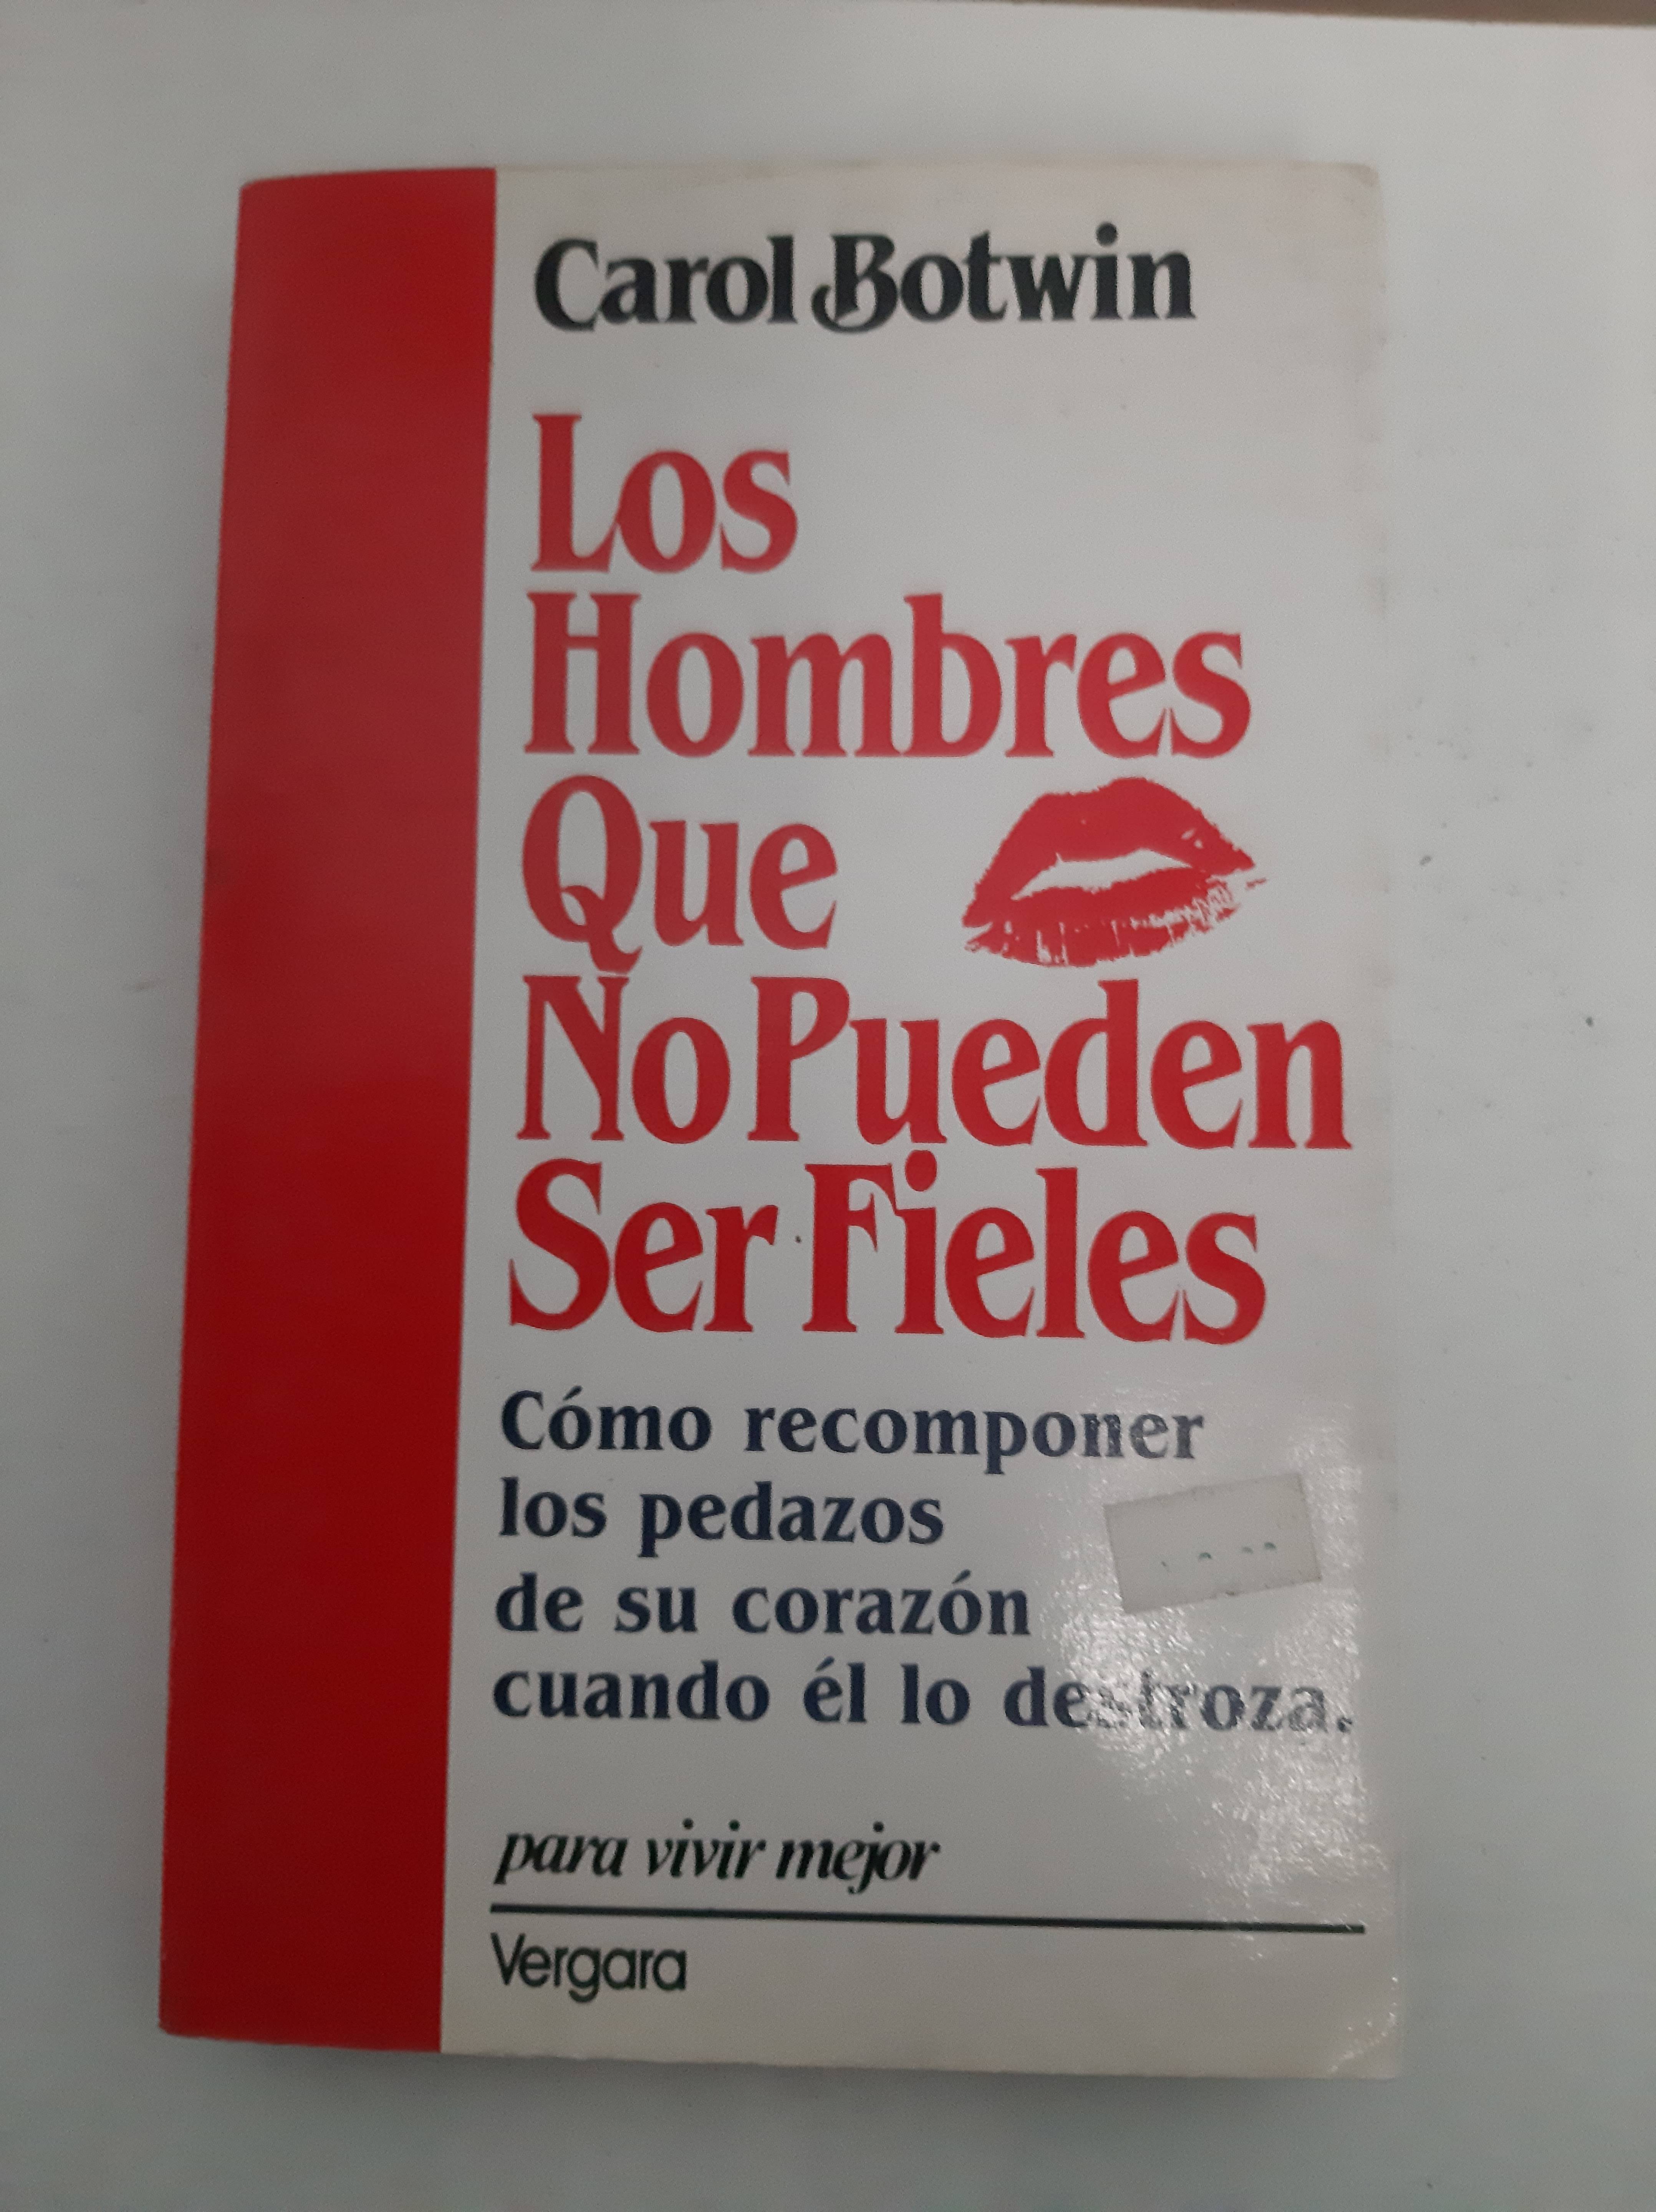 Carol Botwin
Los
Hombres
Que
No Pueden
Ser Fieles
Cómo recomponer
los pedazos
de su corazón
cuando él lo destroza.
para vivir mejor
Vergara